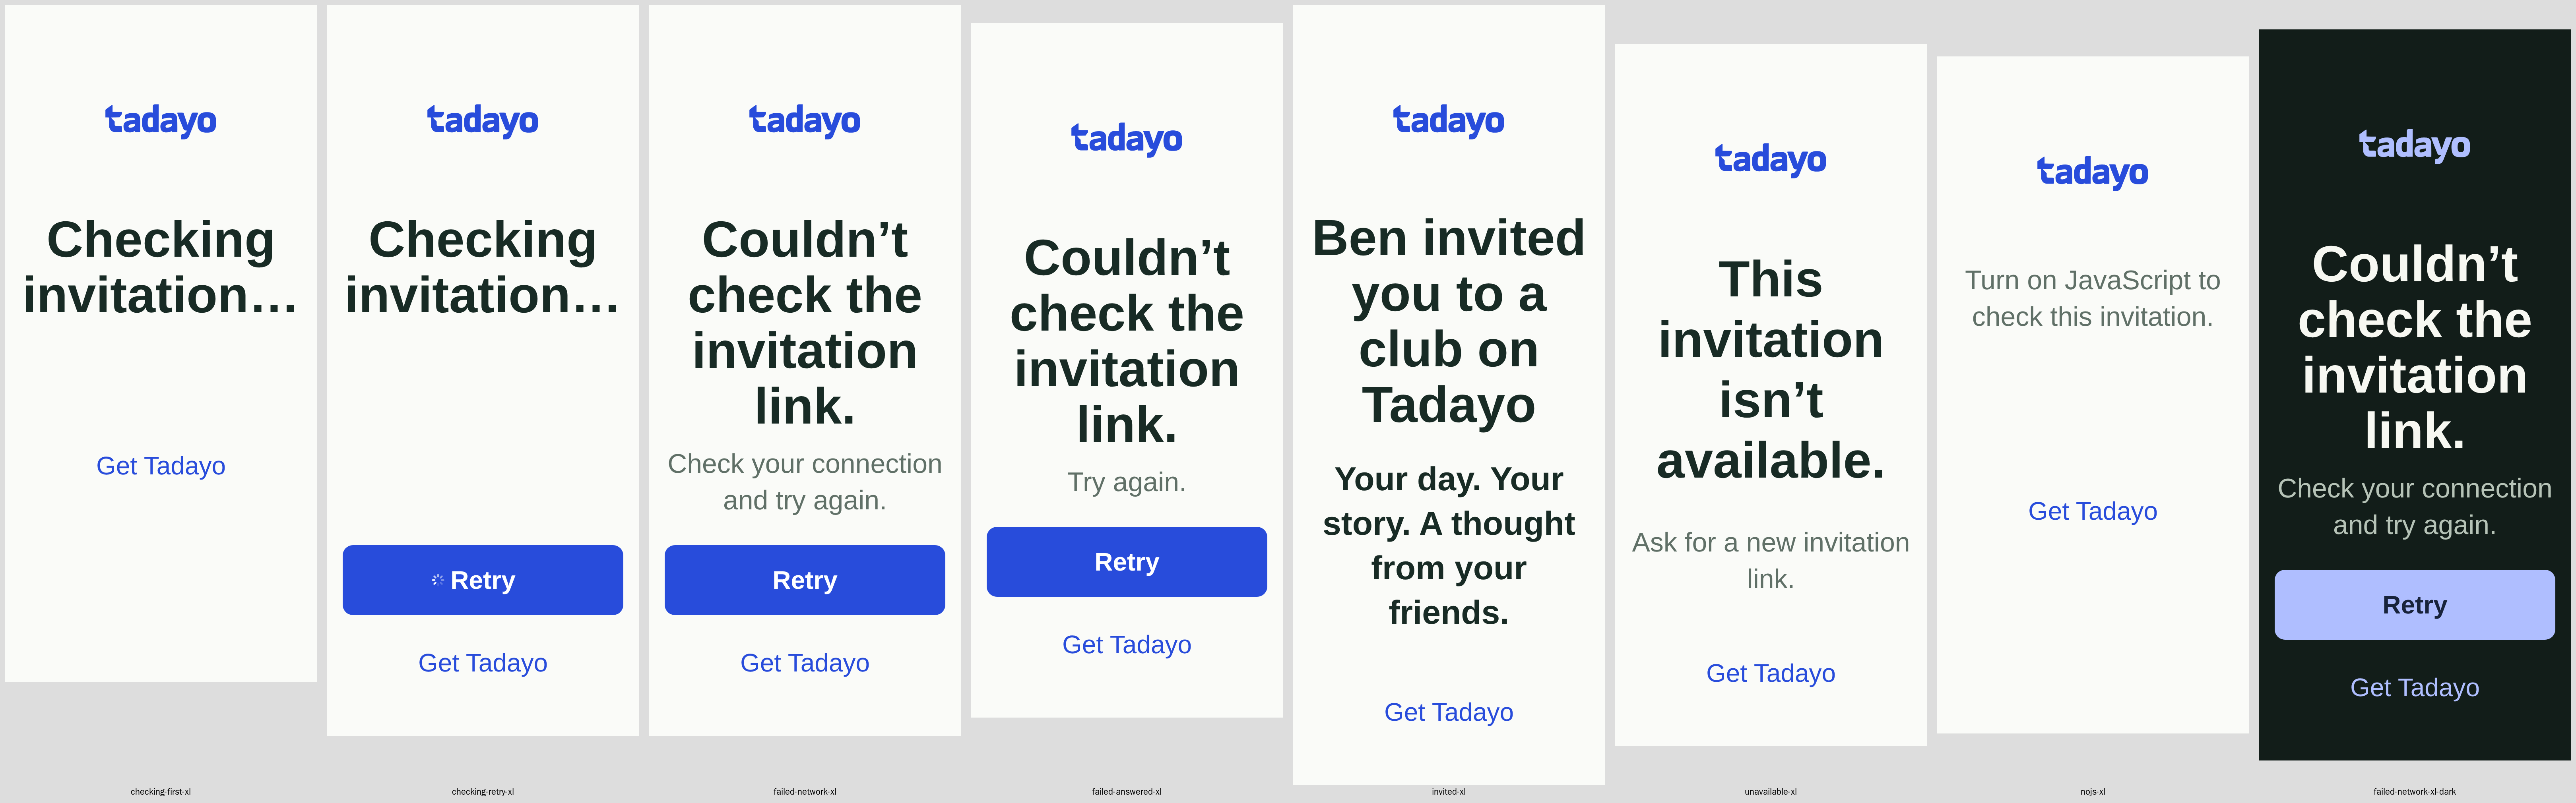 tadayo
Checking
invitation…
Get Tadayo
checking-first-xl
tadayo
Checking
invitation…
Retry
Get Tadayo
checking-retry-xl
tadayo
Couldn’t
check the
invitation
link.
Check your connection
and try again.
Retry
Get Tadayo
failed-network-xl
tadayo
Couldn’t
check the
invitation
link.
Try again.
Retry
Get Tadayo
failed-answered-xl
tadayo
Ben invited
you to a
club on
Tadayo
Your day. Your
story. A thought
from your
friends.
Get Tadayo
invited-xl
tadayo
This
invitation
isn’t
available.
Ask for a new invitation
link.
Get Tadayo
unavailable-xl
tadayo
Turn on JavaScript to
check this invitation.
Get Tadayo
nojs-xl
tadayo
Couldn’t
check the
invitation
link.
Check your connection
and try again.
Retry
Get Tadayo
failed-network-xl-dark